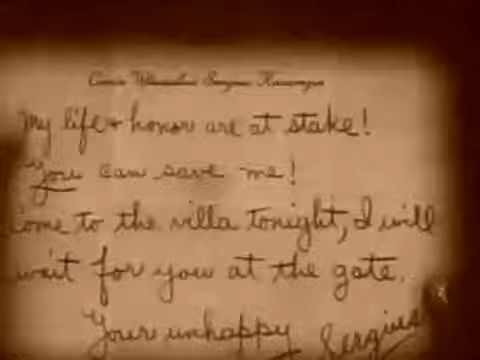 My life & honor are at stake!
You can save me!
Come to the villa tonight, I will
wait for you at the gate.
Your unhappy Sergius